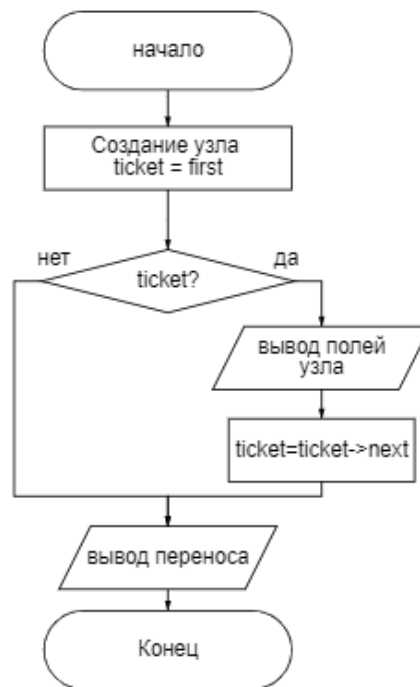 начало
Создание узла
ticket = first
нет
да
ticket?
вывод полей
узла
ticket=ticket->next
вывод переноса
Конец